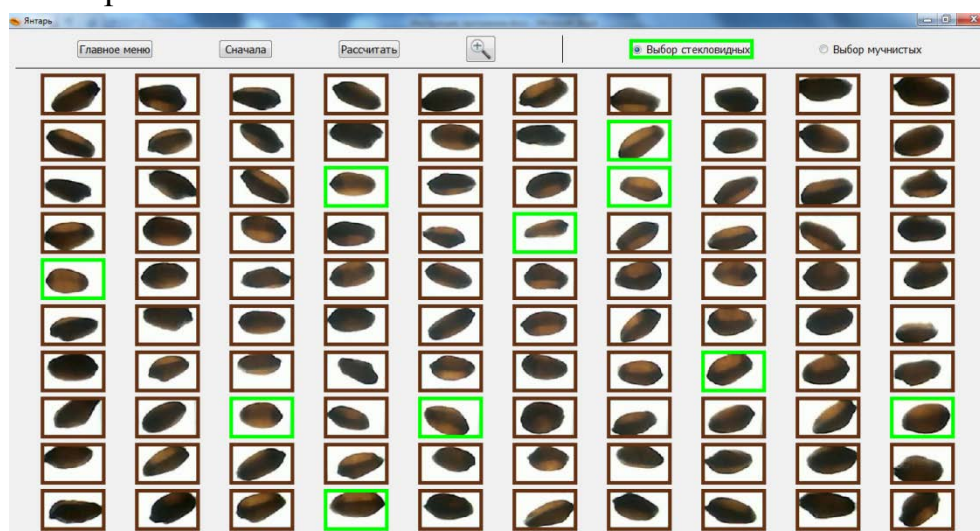 Янтарь
Главное меню Сначала Рассчитать Выбор стекловидных Выбор мучнистых